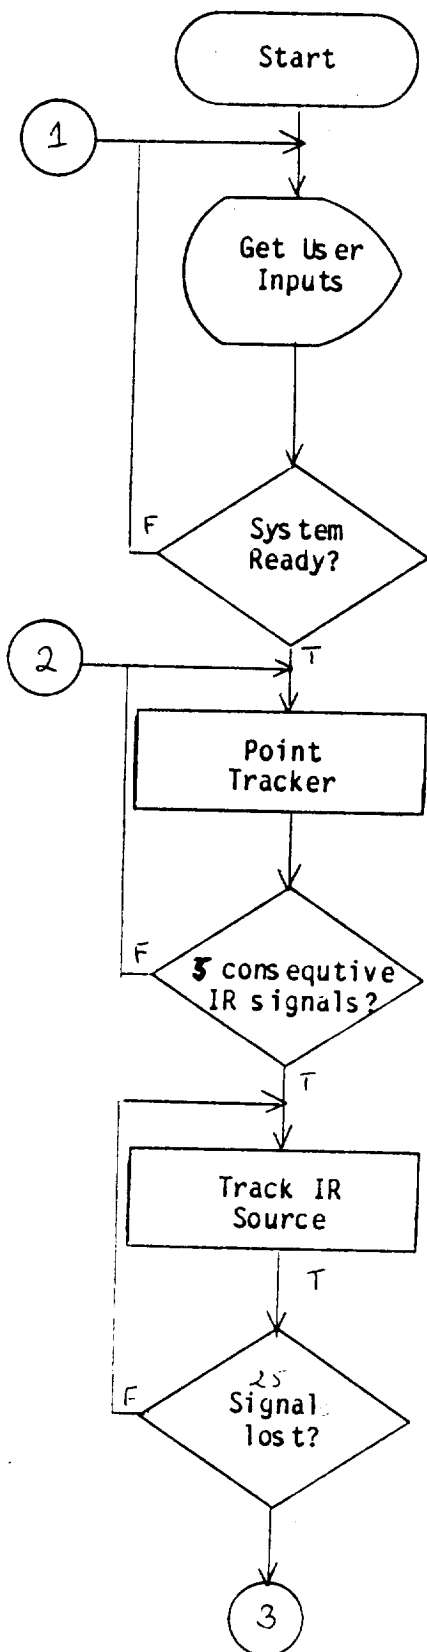 Start
1
Get User
Inputs
System
Ready?
F
T
2
Point
Tracker
F
5 consequtive
IR signals?
T
Track IR
Source
T
25
Signal
lost?
F
3